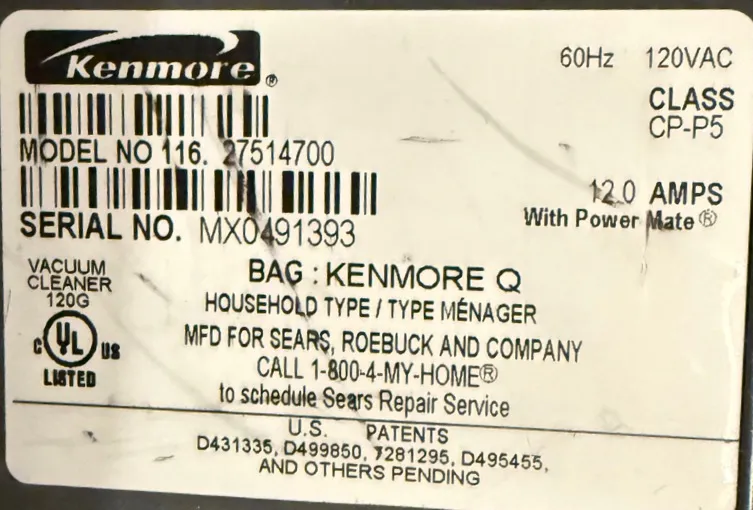 Kenmore®
60Hz 120VAC
CLASS
CP-P5
MODEL NO 116. 27514700
12.0 AMPS
With Power Mate®
SERIAL NO. MX0491393
VACUUM
CLEANER
120G
C UL US
LISTED
BAG : KENMORE Q
HOUSEHOLD TYPE / TYPE MÉNAGER
MFD FOR SEARS, ROEBUCK AND COMPANY
CALL 1-800-4-MY-HOME®
to schedule Sears Repair Service
U.S. PATENTS
D431335, D499850, 7281295, D495455,
AND OTHERS PENDING